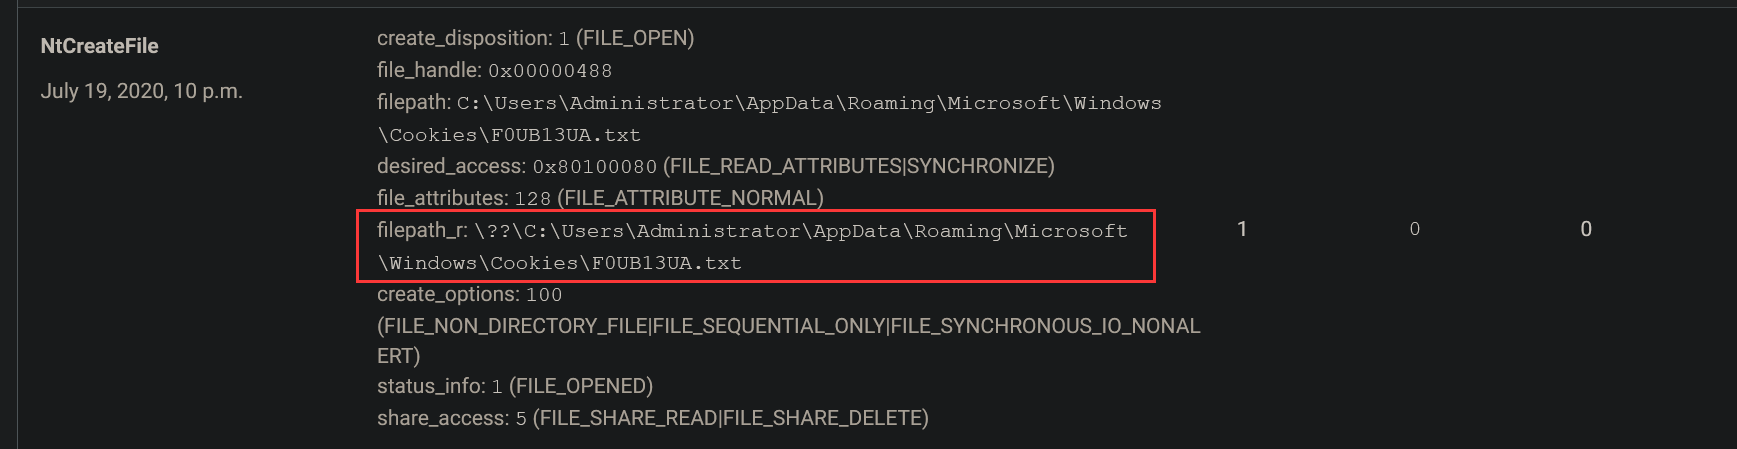 NtCreateFile
July 19, 2020, 10 p.m.
create_disposition: 1 (FILE_OPEN)
file_handle: 0x00000488
filepath: C:\Users\Administrator\AppData\Roaming\Microsoft\Windows
\Cookies\F0UB13UA.txt
desired_access: 0x80100080 (FILE_READ_ATTRIBUTES|SYNCHRONIZE)
file_attributes: 128 (FILE_ATTRIBUTE_NORMAL)
filepath_r: \??\C:\Users\Administrator\AppData\Roaming\Microsoft
\Windows\Cookies\F0UB13UA.txt
create_options: 100
(FILE_NON_DIRECTORY_FILE|FILE_SEQUENTIAL_ONLY|FILE_SYNCHRONOUS_IO_NONAL
ERT)
status_info: 1 (FILE_OPENED)
share_access: 5 (FILE_SHARE_READ|FILE_SHARE_DELETE)
1 0 0